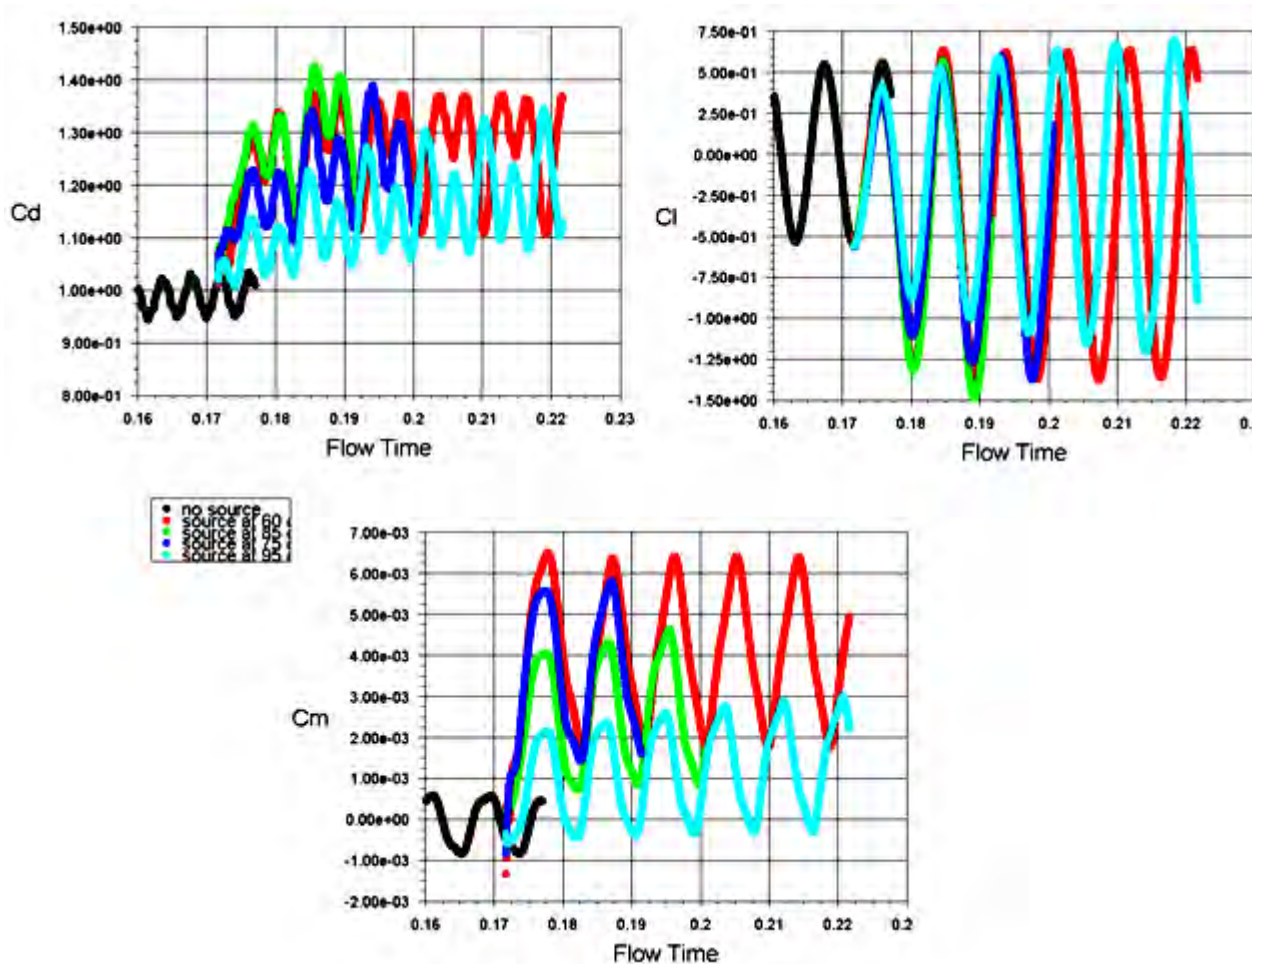 1.50e+00
1.40e+00
1.30e+00
1.20e+00
1.10e+00
1.00e+00
9.00e-01
8.00e-01
Cd
0.16 0.17 0.18 0.19 0.2 0.21 0.22 0.23
Flow Time
7.50e-01
5.00e-01
2.50e-01
0.00e+00
-2.50e-01
-5.00e-01
-7.50e-01
-1.00e+00
-1.25e+00
-1.50e+00
Cl
0.16 0.17 0.18 0.19 0.2 0.21 0.22 0.
Flow Time
no source
source at 60
source at 85
source at 75
source at 95
7.00e-03
6.00e-03
5.00e-03
4.00e-03
3.00e-03
2.00e-03
1.00e-03
0.00e+00
-1.00e-03
-2.00e-03
Cm
0.16 0.17 0.18 0.19 0.2 0.21 0.22 0.2
Flow Time